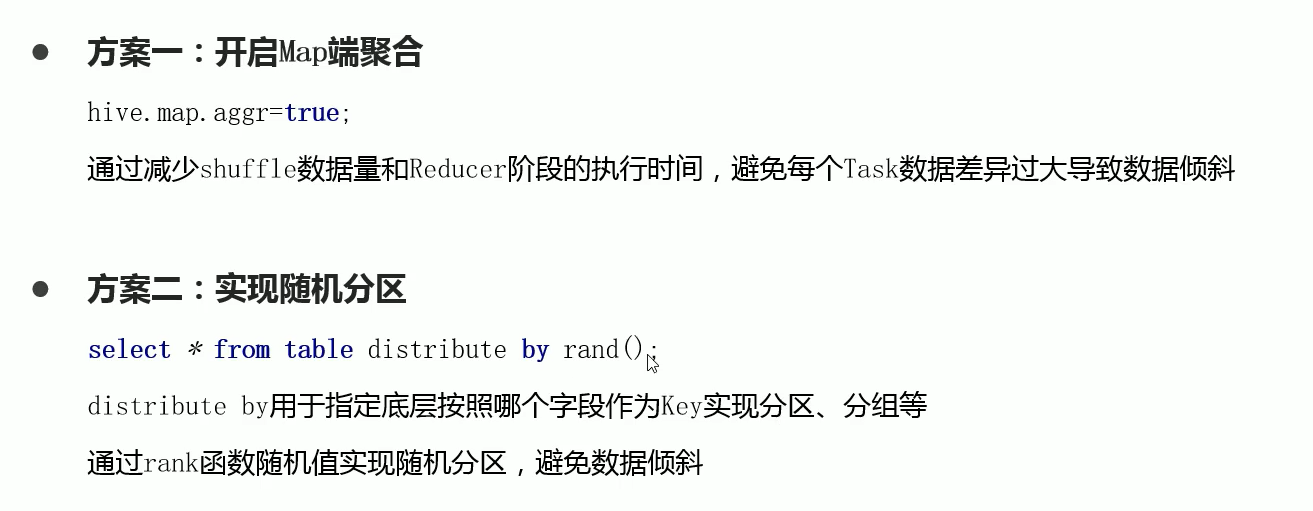 方案一：开启Map端聚合
hive.map.aggr=true;
通过减少shuffle数据量和Reducer阶段的执行时间，避免每个Task数据差异过大导致数据倾斜
方案二：实现随机分区
select * from table distribute by rand();
distribute by用于指定底层按照哪个字段作为Key实现分区、分组等
通过rank函数随机值实现随机分区，避免数据倾斜